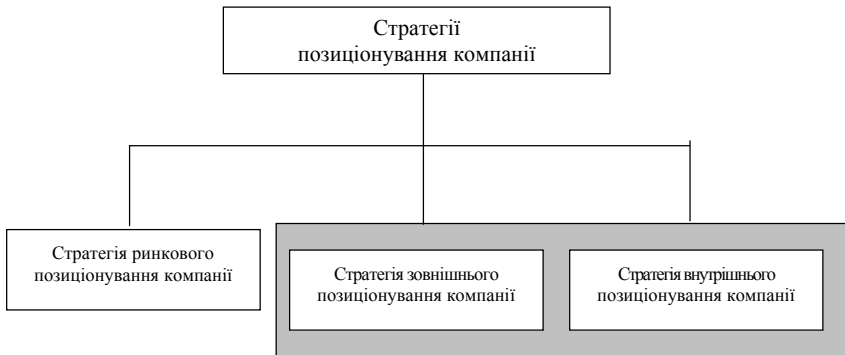 Стратегії
позиціонування компанії
Стратегія ринкового
позиціонування компанії
Стратегія зовнішнього
позиціонування компанії
Стратегія внутрішнього
позиціонування компанії